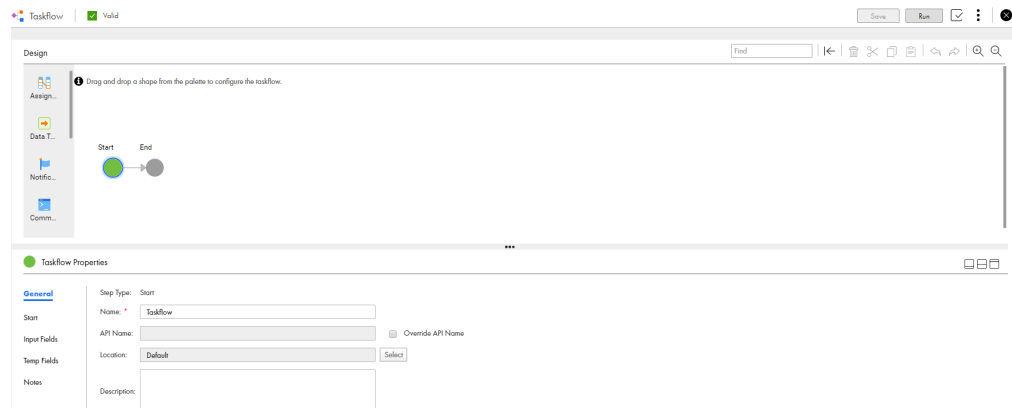 Taskflow Valid Save Run
Design Find
Drag and drop a shape from the palette to configure the taskflow.
Assign...
Data T...
Start End
Notific...
Comm...
Taskflow Properties
General Step Type: Start
Name: * Taskflow
Start
API Name: Override API Name
Input Fields
Location: Default Select
Temp Fields
Notes
Description: